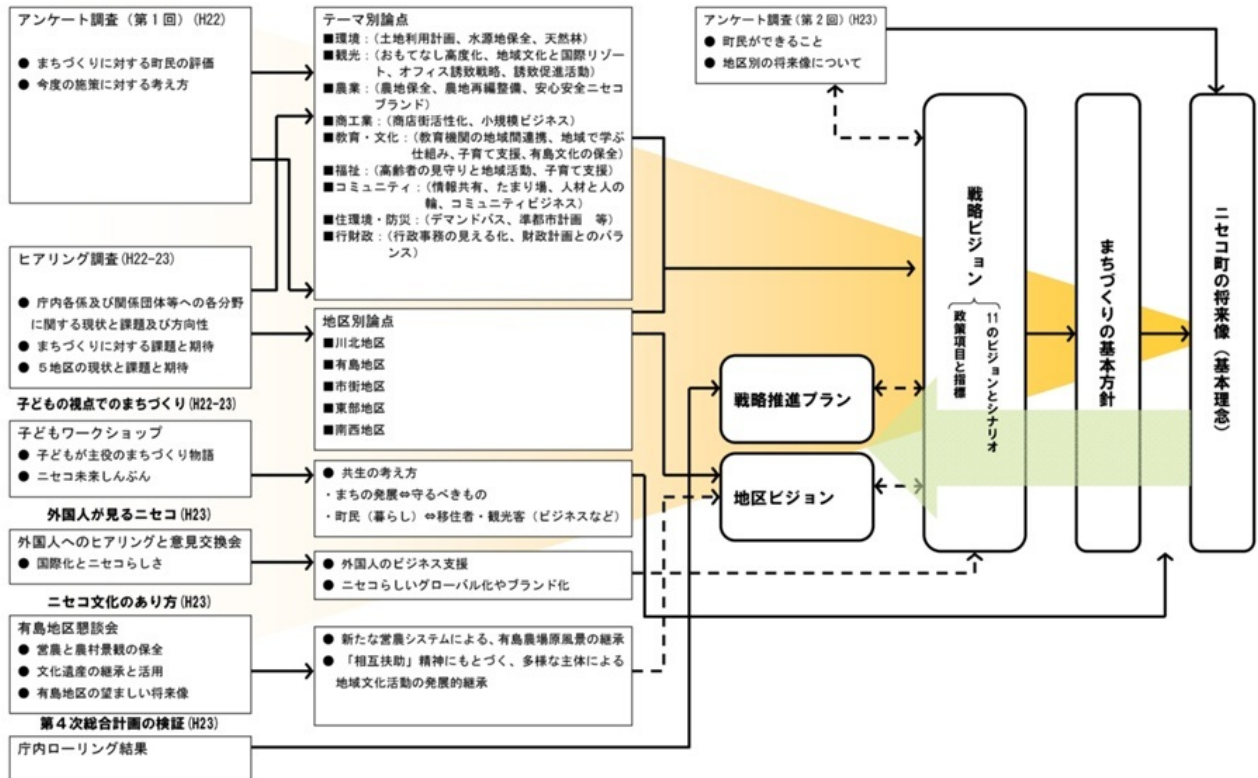 アンケート調査(第1回)(H22)
● まちづくりに対する町民の評価
● 今度の施策に対する考え方
ヒアリング調査(H22-23)
● 庁内各係及び関係団体等への各分野
に関する現状と課題及び方向性
● まちづくりに対する課題と期待
● 5地区の現状と課題と期待
子どもの視点でのまちづくり(H22-23)
子どもワークショップ
● 子どもが主役のまちづくり物語
● ニセコ未来しんぶん
外国人が見るニセコ(H23)
外国人へのヒアリングと意見交換会
● 国際化とニセコらしさ
ニセコ文化のあり方(H23)
有島地区懇談会
● 営農と農村景観の保全
● 文化遺産の継承と活用
● 有島地区の望ましい将来像
第4次総合計画の検証(H23)
庁内ローリング結果
テーマ別論点
■環境:(土地利用計画、水源地保全、天然林)
■観光:(おもてなし高度化、地域文化と国際リゾー
ト、オフィス誘致戦略、誘致促進活動)
■農業:(農地保全、農地再編整備、安心安全ニセコ
ブランド)
■商工業:(商店街活性化、小規模ビジネス)
■教育・文化:(教育機関の地域間連携、地域で学ぶ
仕組み、子育て支援、有島文化の保全)
■福祉:(高齢者の見守りと地域活動、子育て支援)
■コミュニティ:(情報共有、たまり場、人材と人の
輪、コミュニティビジネス)
■住環境・防災:(デマンドバス、準都市計画 等)
■行財政:(行政事務の見える化、財政計画とのバラ
ンス)
地区別論点
■川北地区
■有島地区
■市街地区
■東部地区
■南西地区
● 共生の考え方
・まちの発展⇔守るべきもの
・町民(暮らし)⇔移住者・観光客(ビジネスなど)
● 外国人のビジネス支援
● ニセコらしいグローバル化やブランド化
● 新たな営農システムによる、有島農場原風景の継承
● 「相互扶助」精神にもとづく、多様な主体による
地域文化活動の発展的継承
アンケート調査(第2回)(H23)
● 町民ができること
● 地区別の将来像について
戦略推進プラン
地区ビジョン
戦略ビジョン
11のビジョンとシナリオ
政策項目と指標
まちづくりの基本方針
ニセコ町の将来像(基本理念)